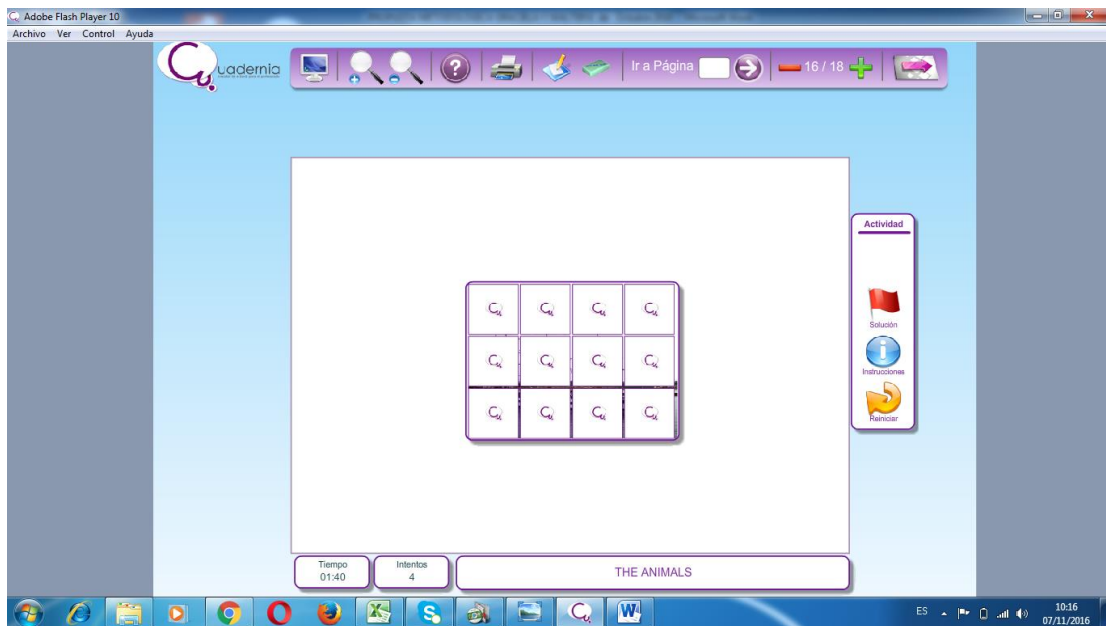 Adobe Flash Player 10
Archivo Ver Control Ayuda
Cuadernia
Ir a Página
16 / 18
Actividad
Solución
Instrucciones
Reiniciar
Tiempo
01:40
Intentos
4
THE ANIMALS
ES
10:16
07/11/2016